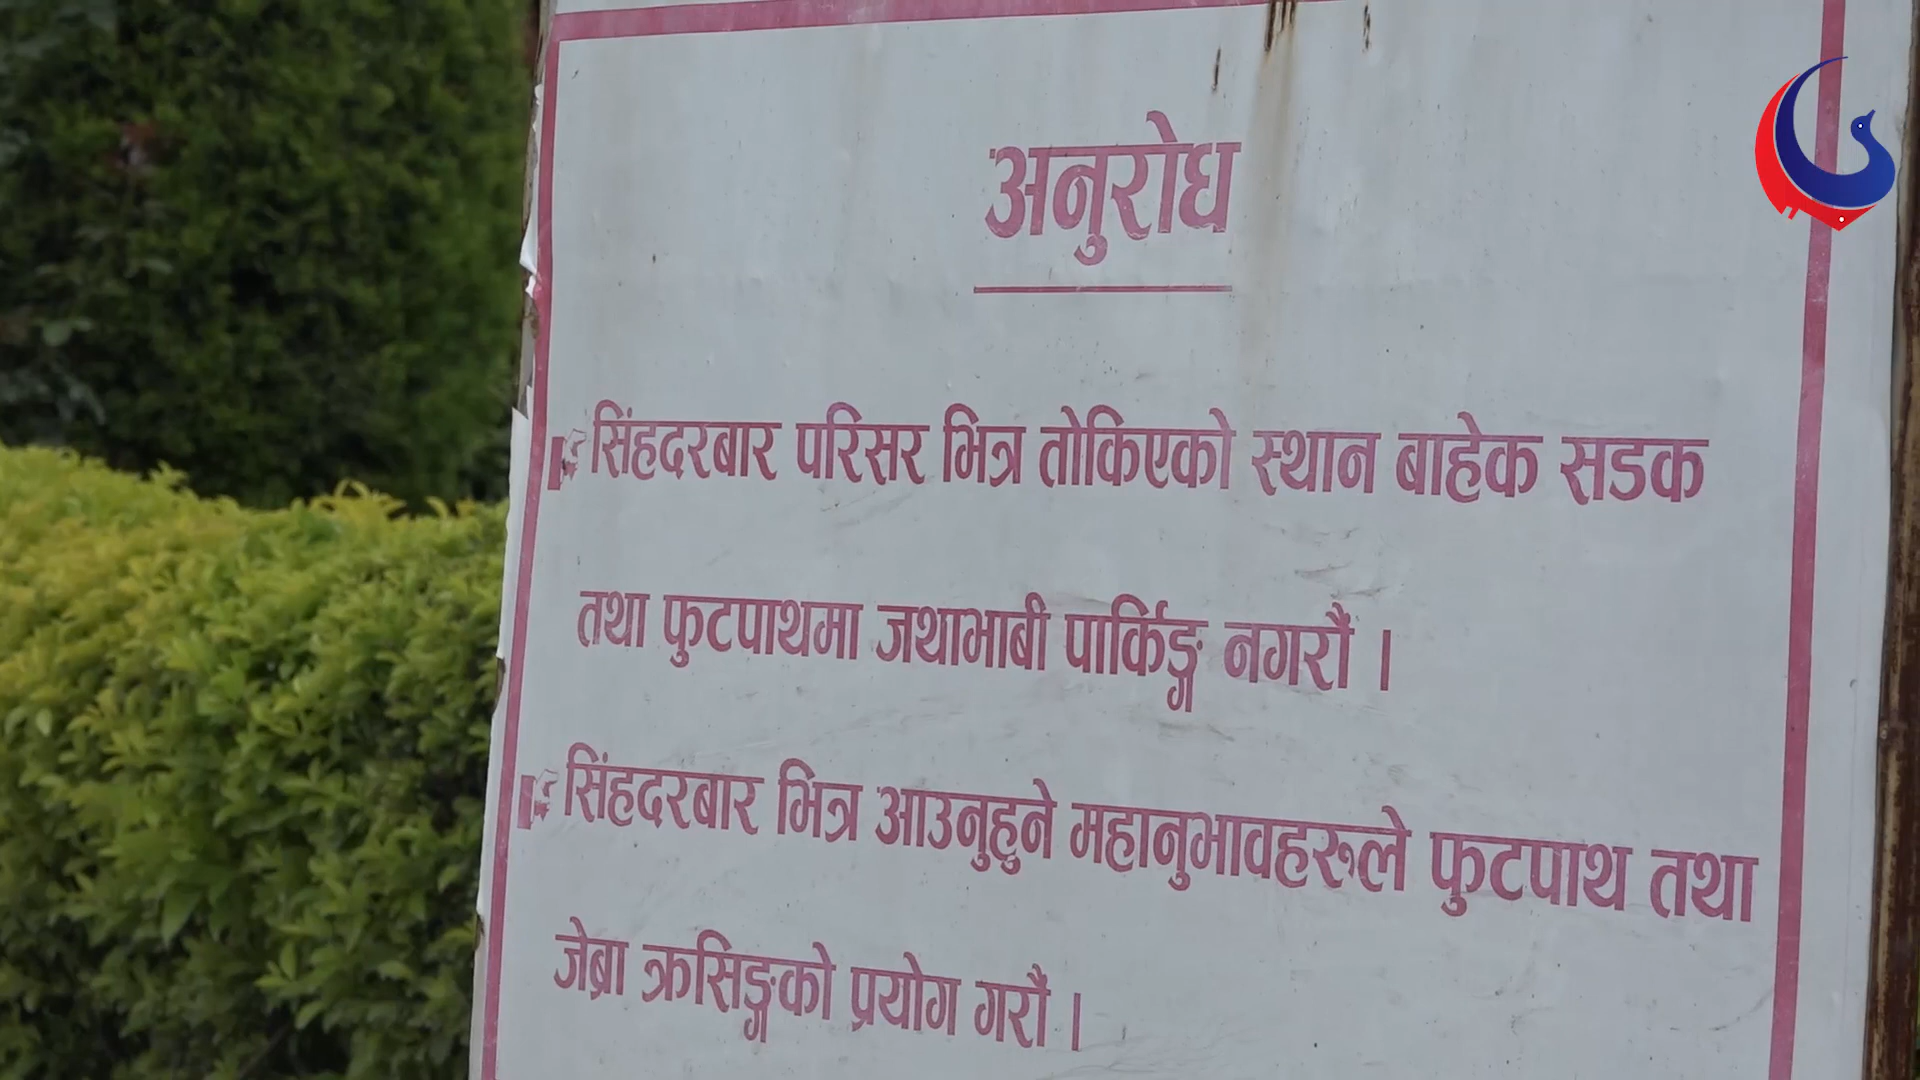 अनुरोध
सिंहदरबार परिसर भित्र तोकिएको स्थान बाहेक सडक
तथा फुटपाथमा जथाभाबी पार्किङ्ग नगरौं ।
सिंहदरबार भित्र आउनुहुने महानुभावहरूले फुटपाथ तथा
जेब्रा क्रसिङ्गको प्रयोग गरौं ।